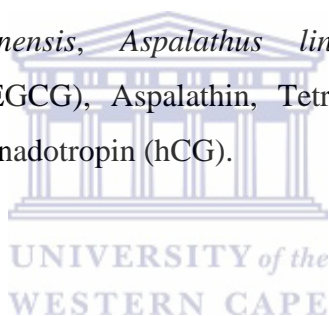 nensis, Aspalathus lin
EGCG), Aspalathin, Tetr
nadotropin (hCG).
UNIVERSITY of the
WESTERN CAPE